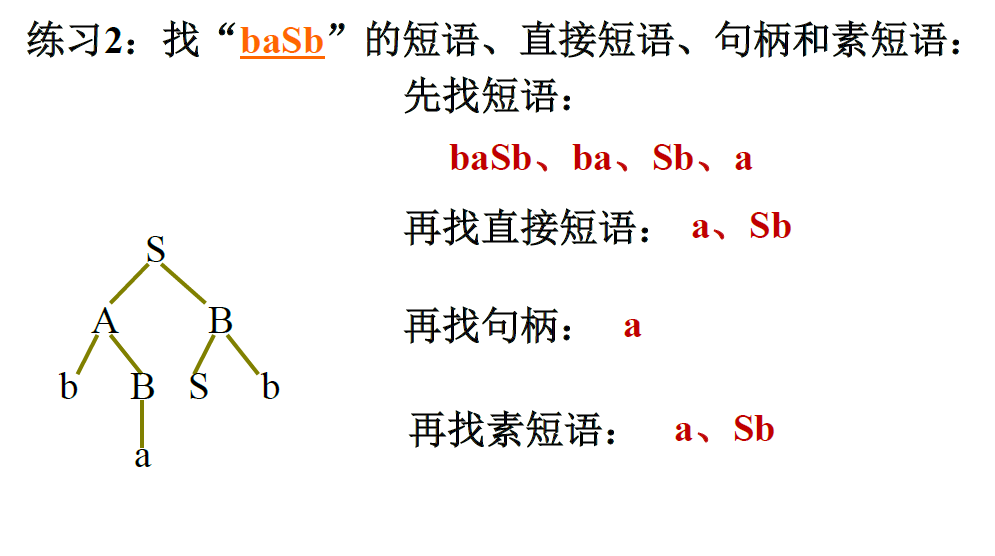 练习2：找“baSb”的短语、直接短语、句柄和素短语：
先找短语：
baSb、ba、Sb、a
再找直接短语： a、Sb
S
A B
再找句柄： a
b B S b
再找素短语： a、Sb
a